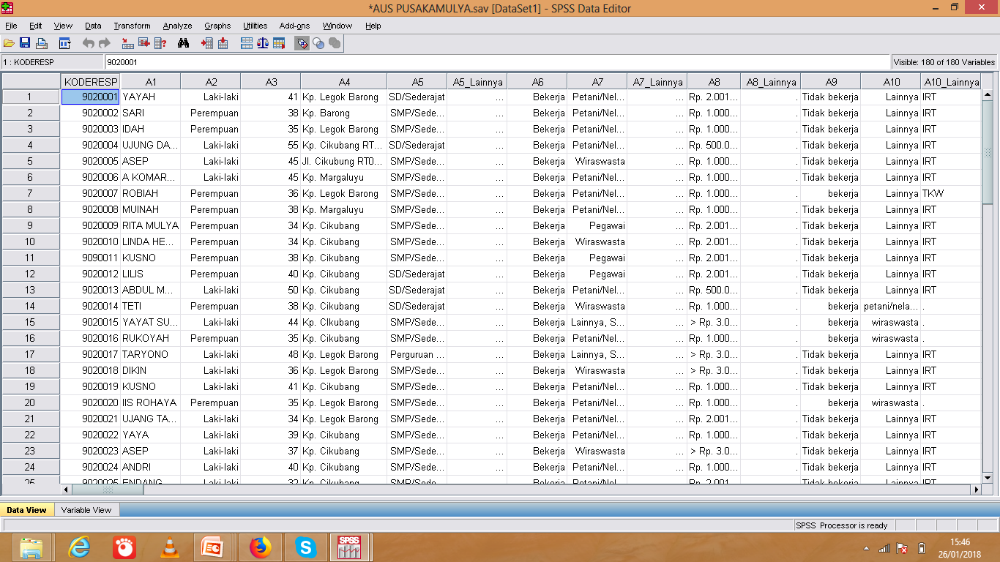 *AUS PUSAKAMULYA.sav [DataSet1] - SPSS Data Editor
File Edit View Data Transform Analyze Graphs Utilities Add-ons Window Help
1 : KODERESP 9020001 Visible: 180 of 180 Variables
KODERESP A1 A2 A3 A4 A5 A5_Lainnya A6 A7 A7_Lainnya A8 A8_Lainnya A9 A10 A10_Lainnya
1 9020001 YAYAH Laki-laki 41 Kp. Legok Barong SD/Sederajat ... Bekerja Petani/Nel... ... Rp. 2.001... . Tidak bekerja Lainnya IRT
2 9020002 SARI Perempuan 38 Kp. Barong SMP/Sede... ... Bekerja Petani/Nel... ... Rp. 1.000... . Tidak bekerja Lainnya IRT
3 9020003 IDAH Perempuan 35 Kp. Legok Barong SMP/Sede... ... Bekerja Petani/Nel... ... Rp. 1.000... . Tidak bekerja Lainnya IRT
4 9020004 UJUNG DA... Laki-laki 55 Kp. Cikubang RT... SD/Sederajat ... Bekerja Petani/Nel... ... Rp. 500.0... . Tidak bekerja Lainnya IRT
5 9020005 ASEP Laki-laki 45 Jl. Cikubung RT0... SMP/Sede... ... Bekerja Wiraswasta ... Rp. 1.000... . Tidak bekerja Lainnya IRT
6 9020006 A KOMAR... Laki-laki 45 Kp. Margaluyu SMP/Sede... ... Bekerja Petani/Nel... ... Rp. 1.000... . Tidak bekerja Lainnya IRT
7 9020007 ROBIAH Perempuan 36 Kp. Legok Barong SMP/Sede... ... Bekerja Petani/Nel... ... Rp. 1.000... . bekerja Lainnya TKW
8 9020008 MUINAH Perempuan 38 Kp. Margaluyu SMP/Sede... ... Bekerja Petani/Nel... ... Rp. 1.000... . Tidak bekerja Lainnya IRT
9 9020009 RITA MULYA Perempuan 34 Kp. Cikubang SMP/Sede... ... Bekerja Pegawai ... Rp. 2.001... . Tidak bekerja Lainnya IRT
10 9020010 LINDA HE... Perempuan 34 Kp. Cikubang SMP/Sede... ... Bekerja Wiraswasta ... Rp. 2.001... . Tidak bekerja Lainnya IRT
11 9090011 KUSNO Perempuan 38 Kp. Cikubang SMP/Sede... ... Bekerja Pegawai ... Rp. 2.001... . Tidak bekerja Lainnya IRT
12 9020012 LILIS Perempuan 40 Kp. Cikubang SD/Sederajat ... Bekerja Pegawai ... Rp. 2.001... . Tidak bekerja Lainnya IRT
13 9020013 ABDUL M... Laki-laki 50 Kp. Cikubang SD/Sederajat ... Bekerja Petani/Nel... ... Rp. 500.0... . Tidak bekerja Lainnya IRT
14 9020014 TETI Perempuan 38 Kp. Cikubang SD/Sederajat ... Bekerja Wiraswasta ... Rp. 1.000... . bekerja petani/nela... .
15 9020015 YAYAT SU... Laki-laki 44 Kp. CIkubang SMP/Sede... ... Bekerja Lainnya, S... ... > Rp. 3.0... . bekerja wiraswasta .
16 9020016 RUKOYAH Perempuan 35 Kp. Cikubang SMP/Sede... ... Bekerja Petani/Nel... ... Rp. 1.000... . bekerja wiraswasta .
17 9020017 TARYONO Laki-laki 48 Kp. Legok Barong Perguruan ... ... Bekerja Lainnya, S... ... > Rp. 3.0... . Tidak bekerja Lainnya IRT
18 9020018 DIKIN Laki-laki 36 Kp. Legok Barong SMP/Sede... ... Bekerja Wiraswasta ... > Rp. 3.0... . Tidak bekerja Lainnya IRT
19 9020019 KUSNO Laki-laki 41 Kp. Cikubang SMP/Sede... ... Bekerja Petani/Nel... ... Rp. 1.000... . Tidak bekerja Lainnya IRT
20 9020020 IIS ROHAYA Perempuan 35 Kp. Legok Barong SMP/Sede... ... Bekerja Petani/Nel... ... Rp. 1.000... . bekerja wiraswasta .
21 9020021 UJANG TA... Laki-laki 34 Kp. Legok Barong SMP/Sede... ... Bekerja Petani/Nel... ... Rp. 2.001... . Tidak bekerja Lainnya IRT
22 9020022 YAYA Laki-laki 39 Kp. Cikubang SMP/Sede... ... Bekerja Petani/Nel... ... Rp. 1.000... . Tidak bekerja Lainnya IRT
23 9020023 ASEP Laki-laki 37 Kp. Cikubang SMP/Sede... ... Bekerja Wiraswasta ... > Rp. 3.0... . Tidak bekerja Lainnya IRT
24 9020024 ANDRI Laki-laki 40 Kp. Cikubang SMP/Sede... ... Bekerja Petani/Nel... ... Rp. 1.000... . Tidak bekerja Lainnya IRT
25 9020025 ENDANG Laki-laki 32 Kp. Cikubang SMP/Sede... ... Bekerja Petani/Nel... ... Rp. 2.001... . Tidak bekerja Lainnya IRT
Data View Variable View
SPSS Processor is ready
SPSS
15:46
26/01/2018